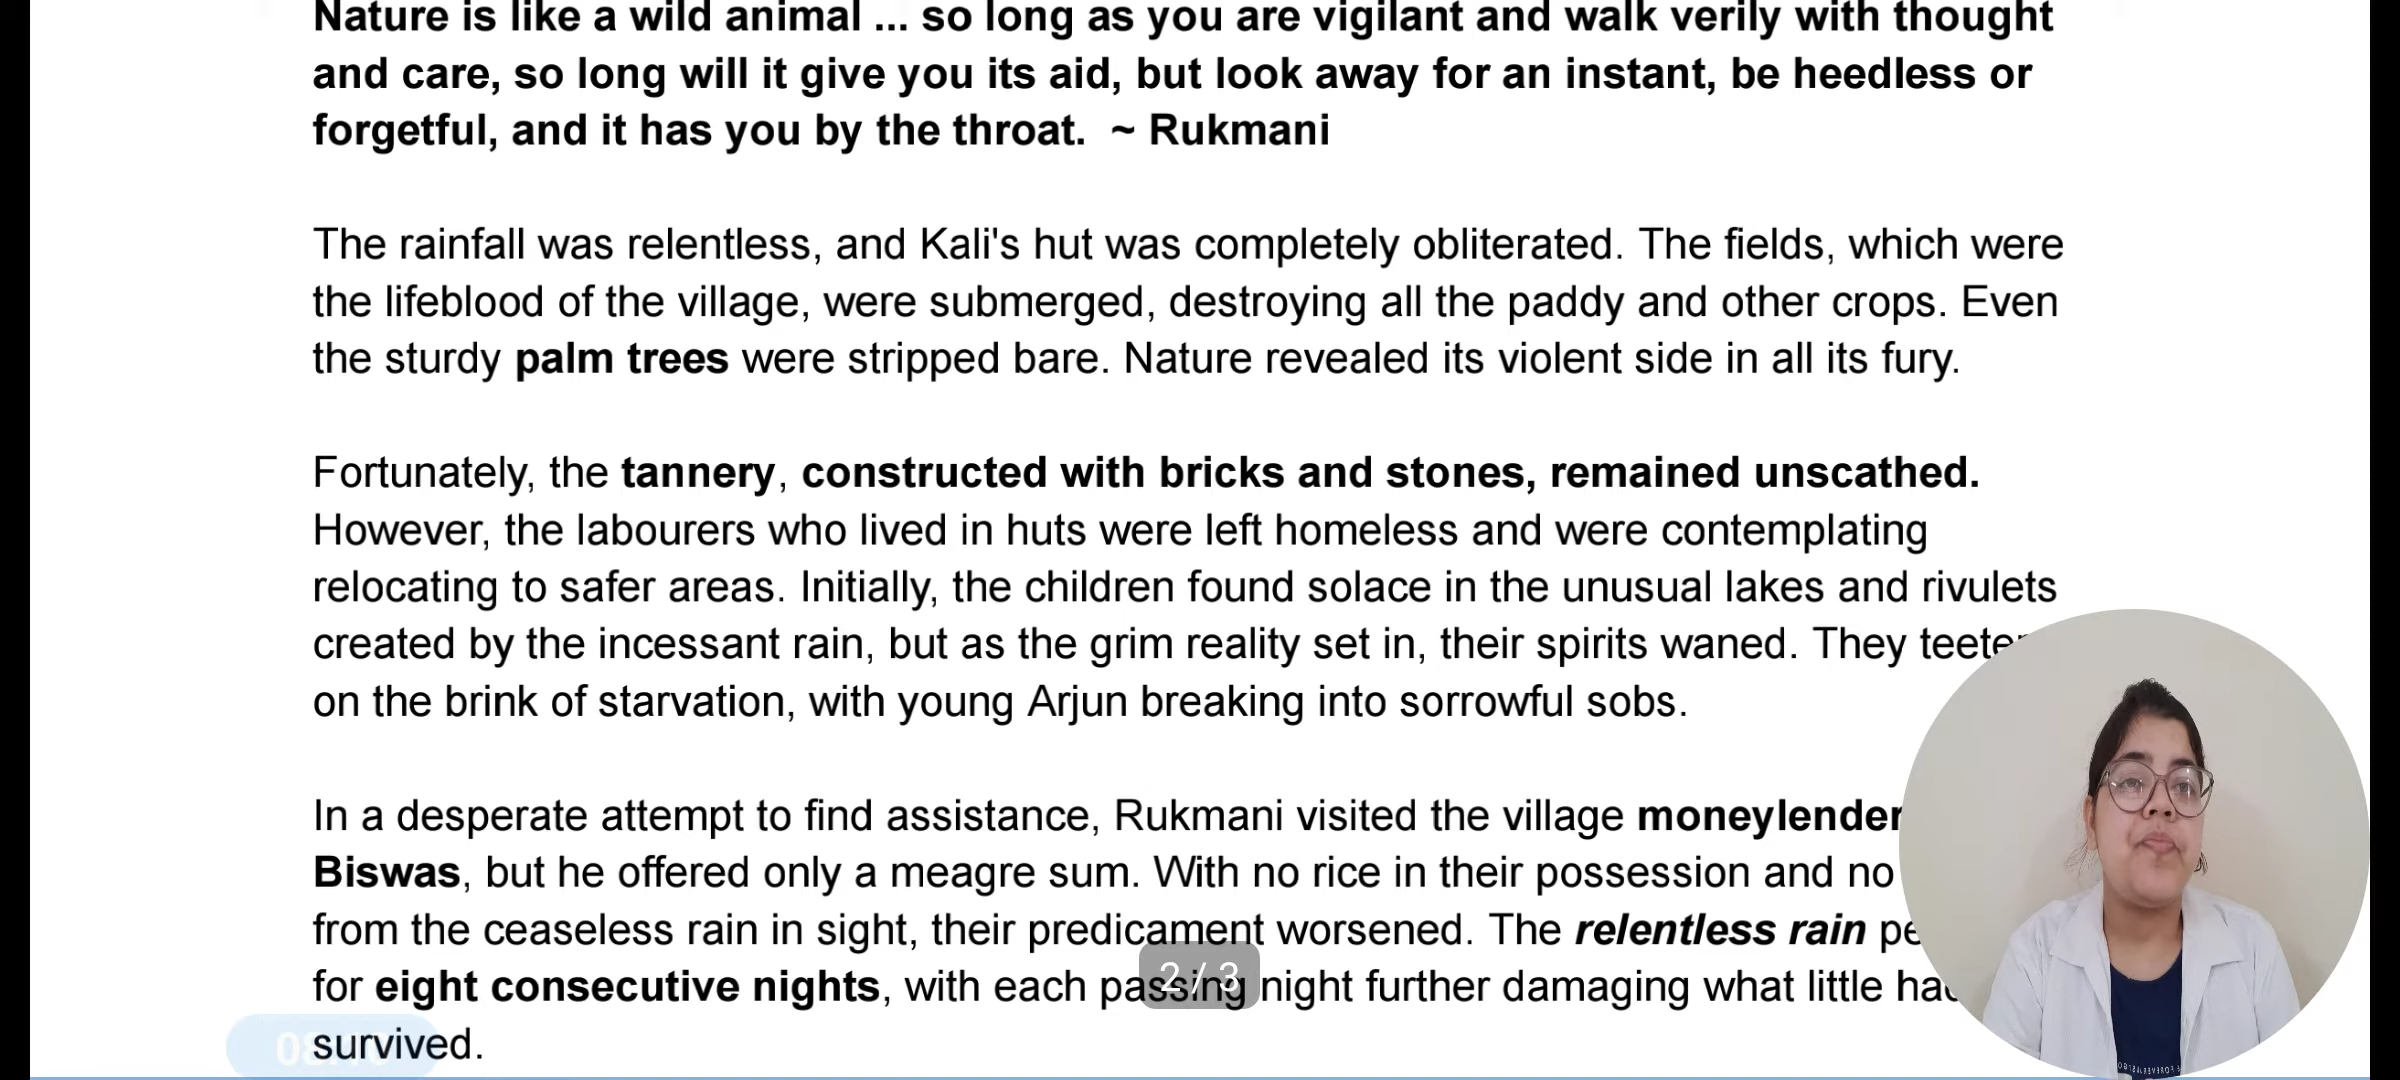 Nature is like a wild animal ... so long as you are vigilant and walk verily with thought
and care, so long will it give you its aid, but look away for an instant, be heedless or
forgetful, and it has you by the throat.  ~ Rukmani
The rainfall was relentless, and Kali's hut was completely obliterated. The fields, which were
the lifeblood of the village, were submerged, destroying all the paddy and other crops. Even
the sturdy palm trees were stripped bare. Nature revealed its violent side in all its fury.
Fortunately, the tannery, constructed with bricks and stones, remained unscathed.
However, the labourers who lived in huts were left homeless and were contemplating
relocating to safer areas. Initially, the children found solace in the unusual lakes and rivulets
created by the incessant rain, but as the grim reality set in, their spirits waned. They
on the brink of starvation, with young Arjun breaking into sorrowful sobs.
In a desperate attempt to find assistance, Rukmani visited the village moneylender
Biswas, but he offered only a meagre sum. With no rice in their possession and no
from the ceaseless rain in sight, their predicament worsened. The relentless rain
for eight consecutive nights, with each passing night further damaging what little
survived.
2 / 3